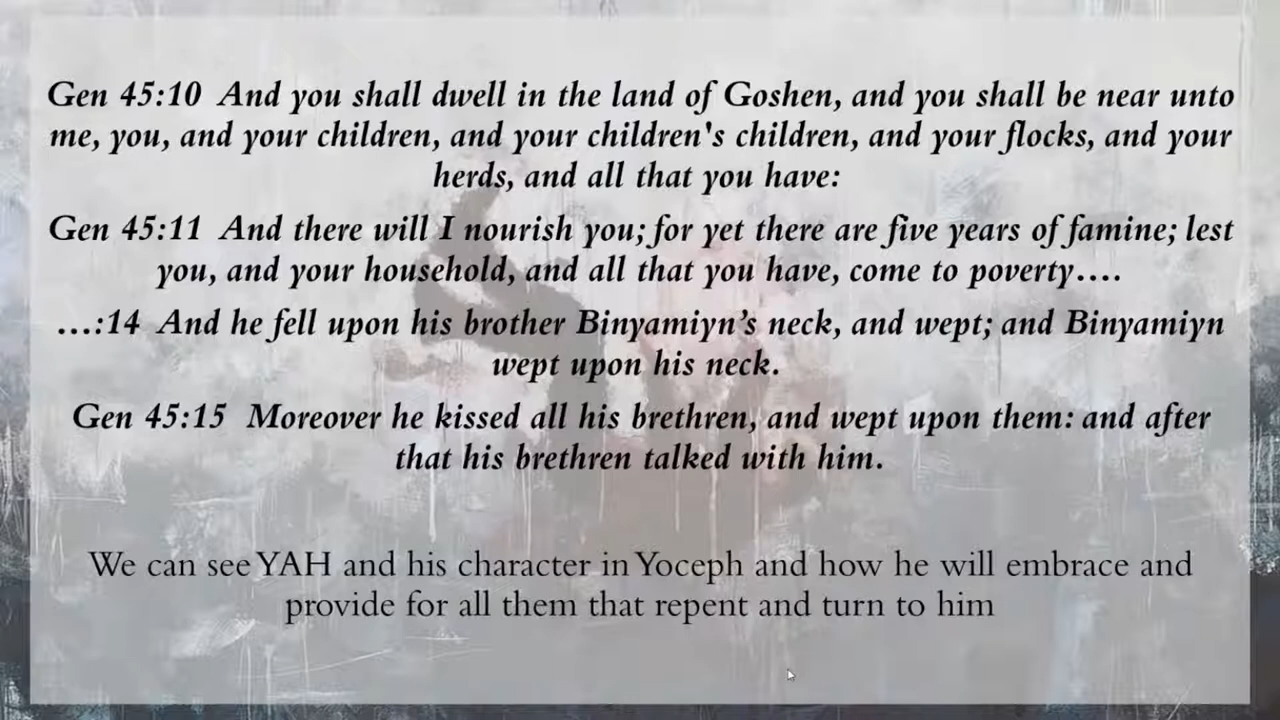 Gen 45:10 And you shall dwell in the land of Goshen, and you shall be near unto
me, you, and your children, and your children's children, and your flocks, and your
herds, and all that you have:
Gen 45:11 And there will I nourish you; for yet there are five years of famine; lest
you, and your household, and all that you have, come to poverty....
...:14 And he fell upon his brother Binyamiyn’s neck, and wept; and Binyamiyn
wept upon his neck.
Gen 45:15 Moreover he kissed all his brethren, and wept upon them: and after
that his brethren talked with him.
We can see YAH and his character in Yoceph and how he will embrace and
provide for all them that repent and turn to him